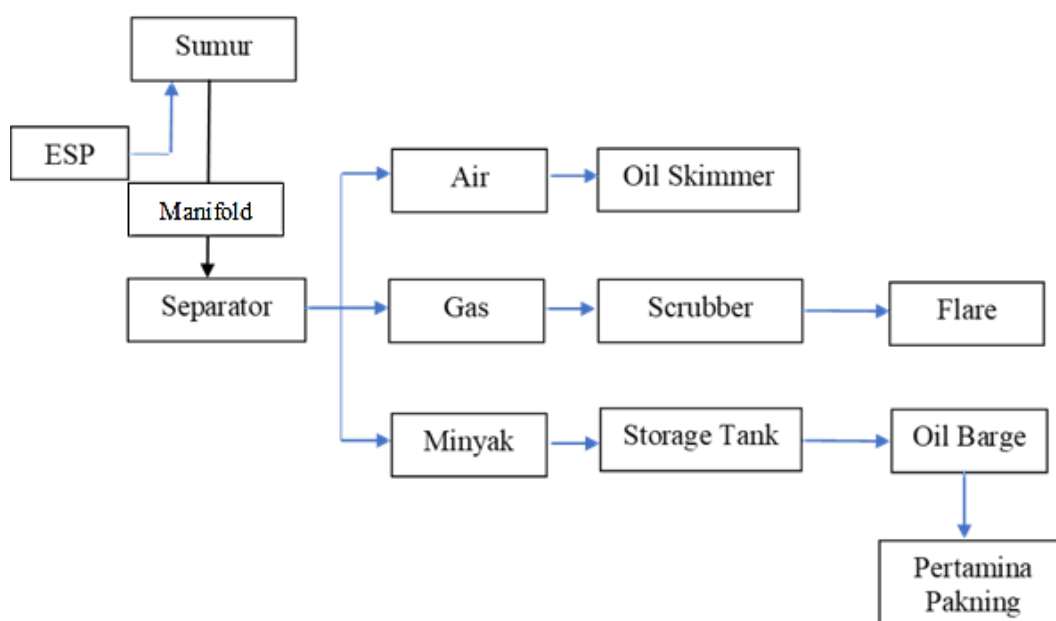 Sumur
ESP
Manifold
Separator
Air
Oil Skimmer
Gas
Scrubber
Flare
Minyak
Storage Tank
Oil Barge
Pertamina
Pakning